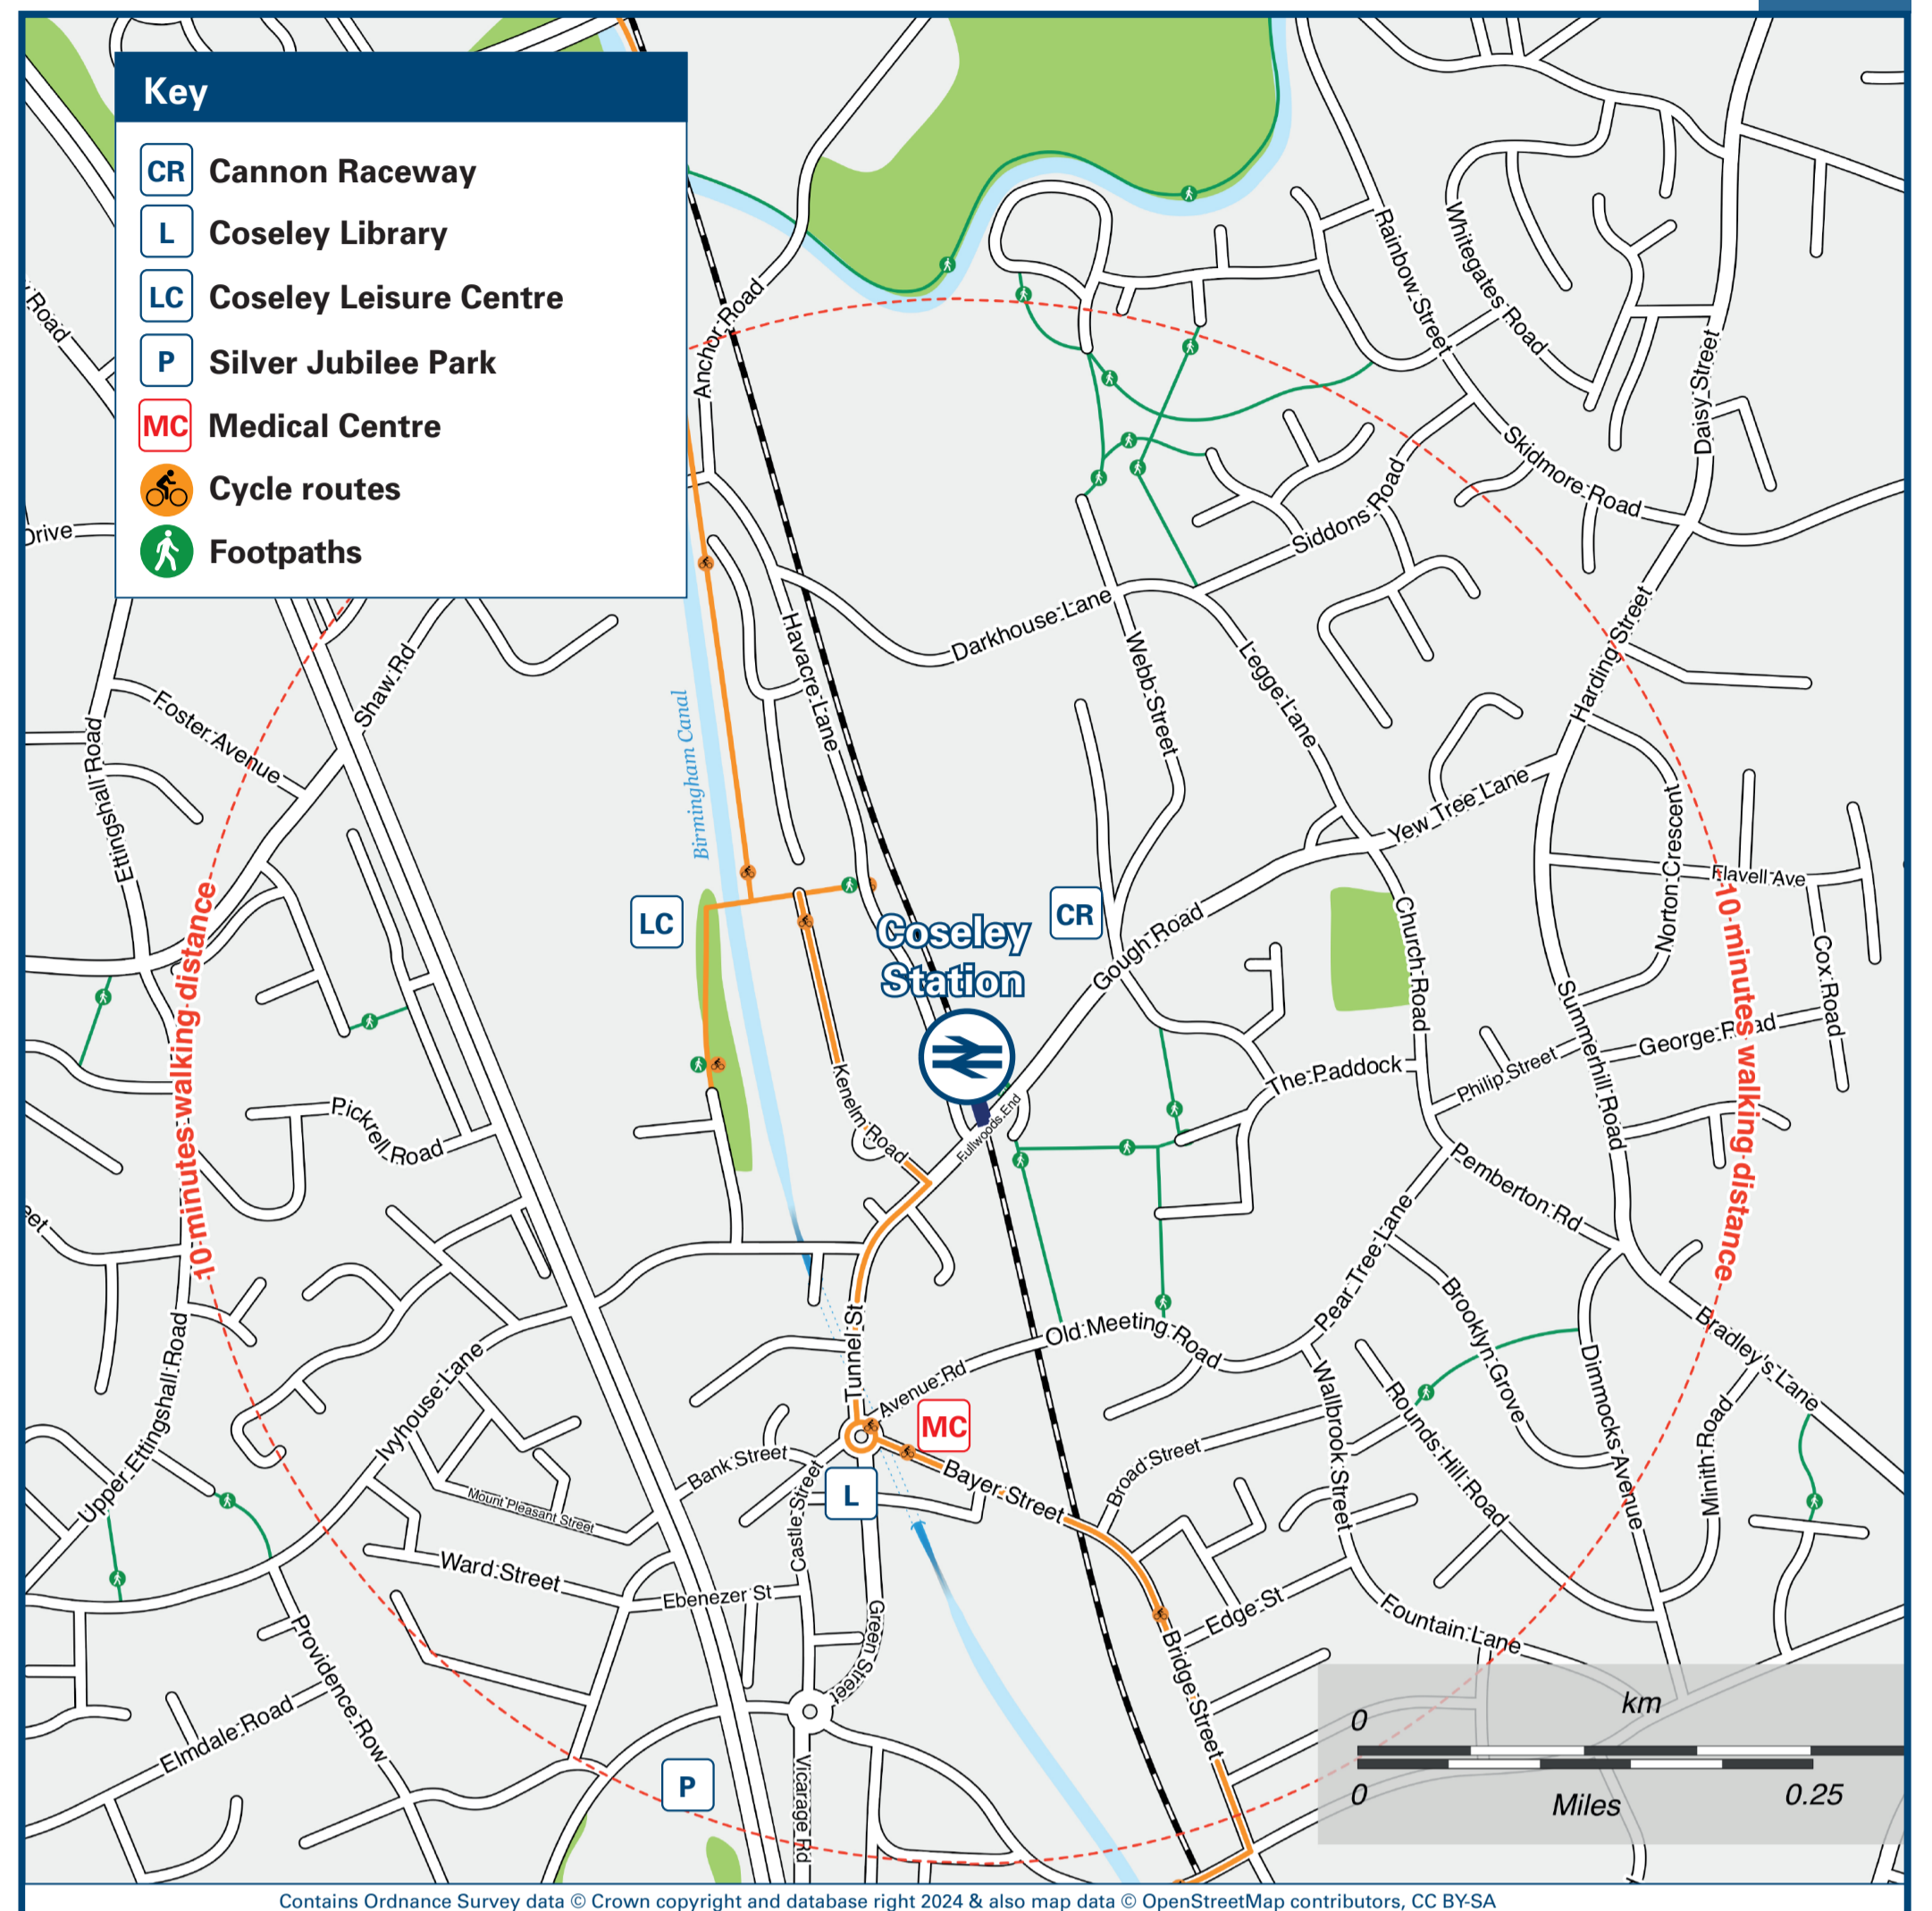 Key
CR Cannon Raceway
L Coseley Library
LC Coseley Leisure Centre
P Silver Jubilee Park
MC Medical Centre
Cycle routes
Footpaths
Road
Drive
Anchor Road
Rainbow Street
Whitegates Road
Daisy Street
Skidmore Road
Siddons Road
Darkhouse Lane
Havacre Lane
Webb Street
Legge Lane
Harding Street
Shaw Rd
Foster Avenue
Ettingshall Road
Birmingham Canal
Yew Tree Lane
Norton Crescent
Flavell Ave
Cox Road
LC
CR
Coseley
Station
Gough Road
Church Road
Summerhill Road
George Road
Philip Street
The Paddock
10 minutes walking distance
10 minutes walking distance
Kenelm Road
Fullwoods End
Pickrell Road
Pemberton Rd
Pear Tree Lane
Brooklyn Grove
Bradley's Lane
Old Meeting Road
Avenue Rd
Tunnel St
MC
Ivyhouse Lane
Upper Ettingshall Road
Wallbrook Street
Rounds Hill Road
Dimmocks Avenue
Minith Road
Bank Street
Castle Street
L
Bayer Street
Broad Street
Mount Pleasant Street
Ward Street
Ebenezer St
Green Street
Edge St
Fountain Lane
Bridge Street
Providence Row
Elmdale Road
P
Vicarage Rd
km
0
0
Miles
0.25
Contains Ordnance Survey data © Crown copyright and database right 2024 & also map data © OpenStreetMap contributors, CC BY-SA